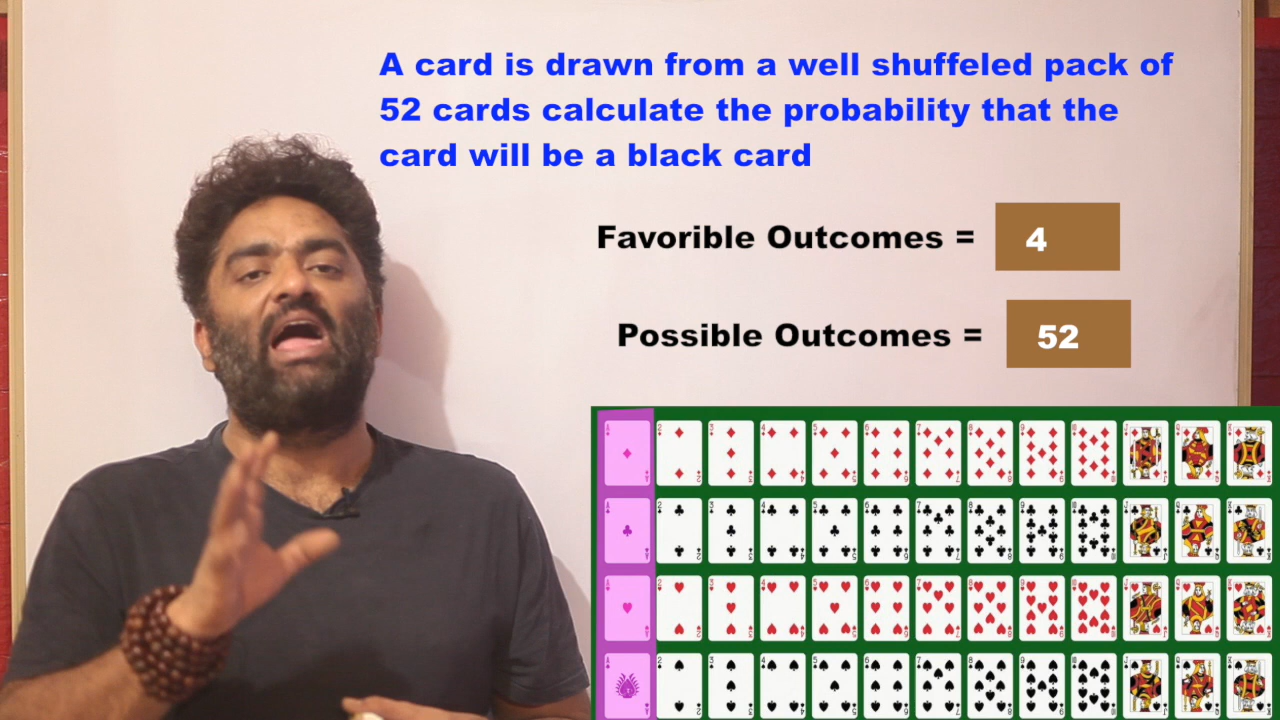 A card is drawn from a well shuffeled pack of
52 cards calculate the probability that the
card will be a black card
Favorible Outcomes = 4
Possible Outcomes = 52